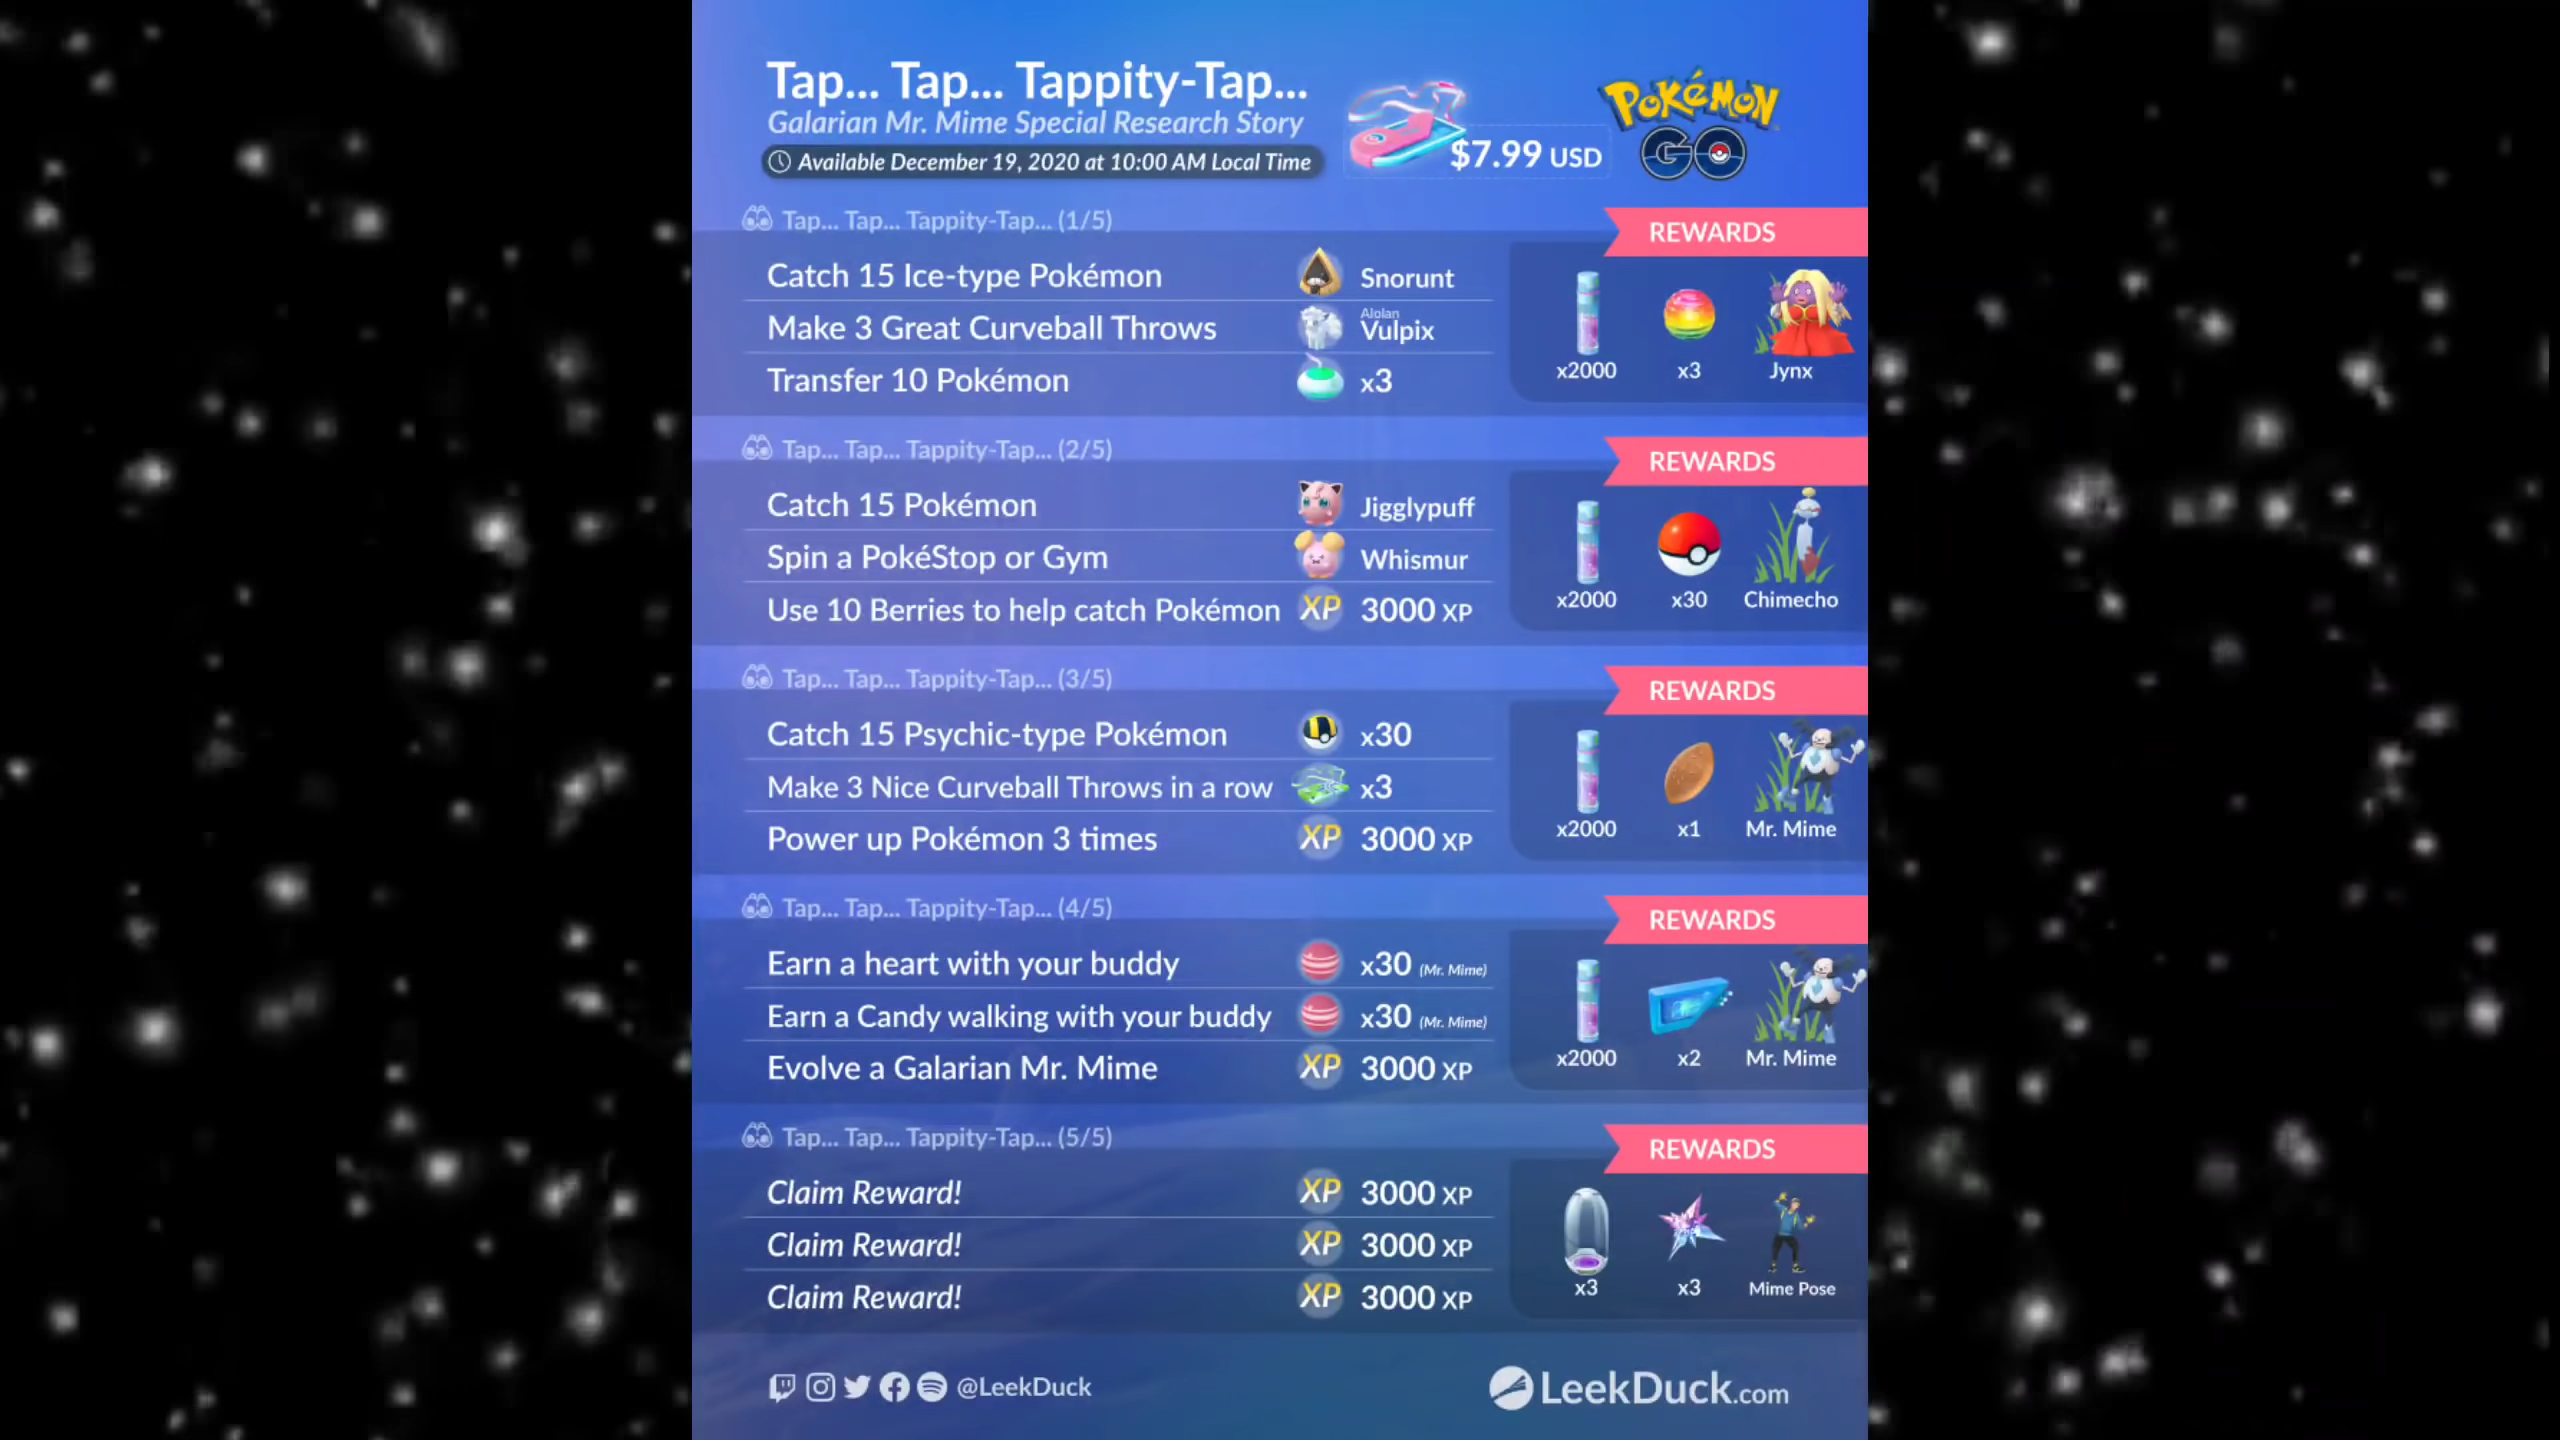 Tap... Tap... Tappity-Tap...
Galarian Mr. Mime Special Research Story
Available December 19, 2020 at 10:00 AM Local Time
$7.99 USD
POKéMON
GO
Tap... Tap... Tappity-Tap... (1/5)
REWARDS
Catch 15 Ice-type Pokémon Snorunt
Make 3 Great Curveball Throws Alolan Vulpix
Transfer 10 Pokémon x3
x2000 x3 Jynx
Tap... Tap... Tappity-Tap... (2/5)
REWARDS
Catch 15 Pokémon Jigglypuff
Spin a PokéStop or Gym Whismur
Use 10 Berries to help catch Pokémon XP 3000 XP
x2000 x30 Chimecho
Tap... Tap... Tappity-Tap... (3/5)
REWARDS
Catch 15 Psychic-type Pokémon x30
Make 3 Nice Curveball Throws in a row x3
Power up Pokémon 3 times XP 3000 XP
x2000 x1 Mr. Mime
Tap... Tap... Tappity-Tap... (4/5)
REWARDS
Earn a heart with your buddy x30 (Mr. Mime)
Earn a Candy walking with your buddy x30 (Mr. Mime)
Evolve a Galarian Mr. Mime XP 3000 XP
x2000 x2 Mr. Mime
Tap... Tap... Tappity-Tap... (5/5)
REWARDS
Claim Reward! XP 3000 XP
Claim Reward! XP 3000 XP
Claim Reward! XP 3000 XP
x3 x3 Mime Pose
@LeekDuck
LeekDuck.com